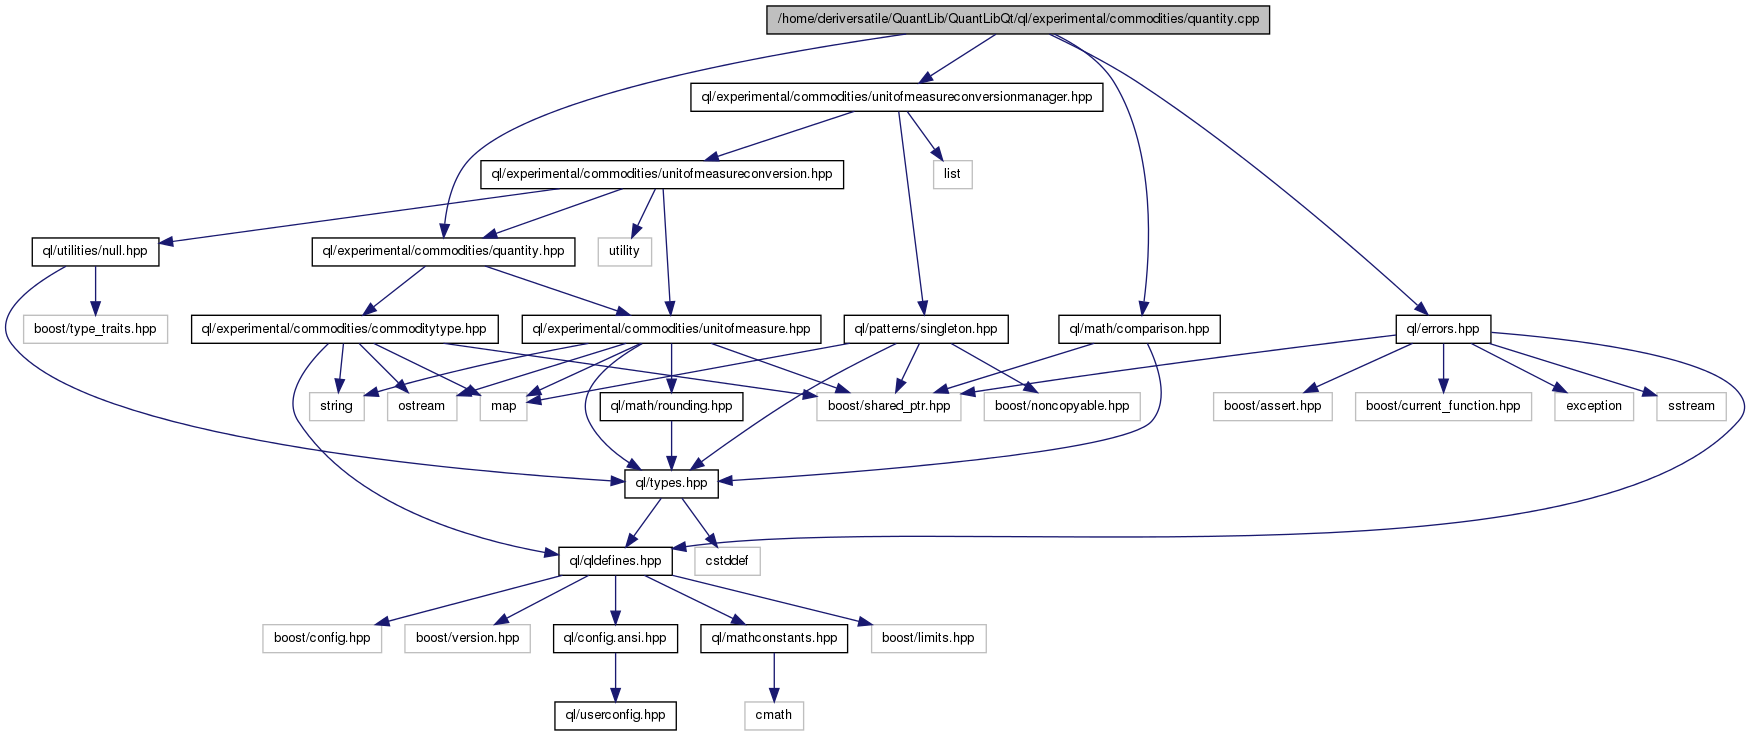 /home/deriversatile/QuantLib/QuantLibQt/ql/experimental/commodities/quantity.cpp
ql/experimental/commodities/unitofmeasureconversionmanager.hpp
ql/experimental/commodities/unitofmeasureconversion.hpp
list
ql/utilities/null.hpp
ql/experimental/commodities/quantity.hpp
utility
boost/type_traits.hpp
ql/experimental/commodities/commoditytype.hpp
ql/experimental/commodities/unitofmeasure.hpp
ql/patterns/singleton.hpp
ql/math/comparison.hpp
ql/errors.hpp
string
ostream
map
ql/math/rounding.hpp
boost/shared_ptr.hpp
boost/noncopyable.hpp
boost/assert.hpp
boost/current_function.hpp
exception
sstream
ql/types.hpp
ql/qldefines.hpp
cstddef
boost/config.hpp
boost/version.hpp
ql/config.ansi.hpp
ql/mathconstants.hpp
boost/limits.hpp
ql/userconfig.hpp
cmath